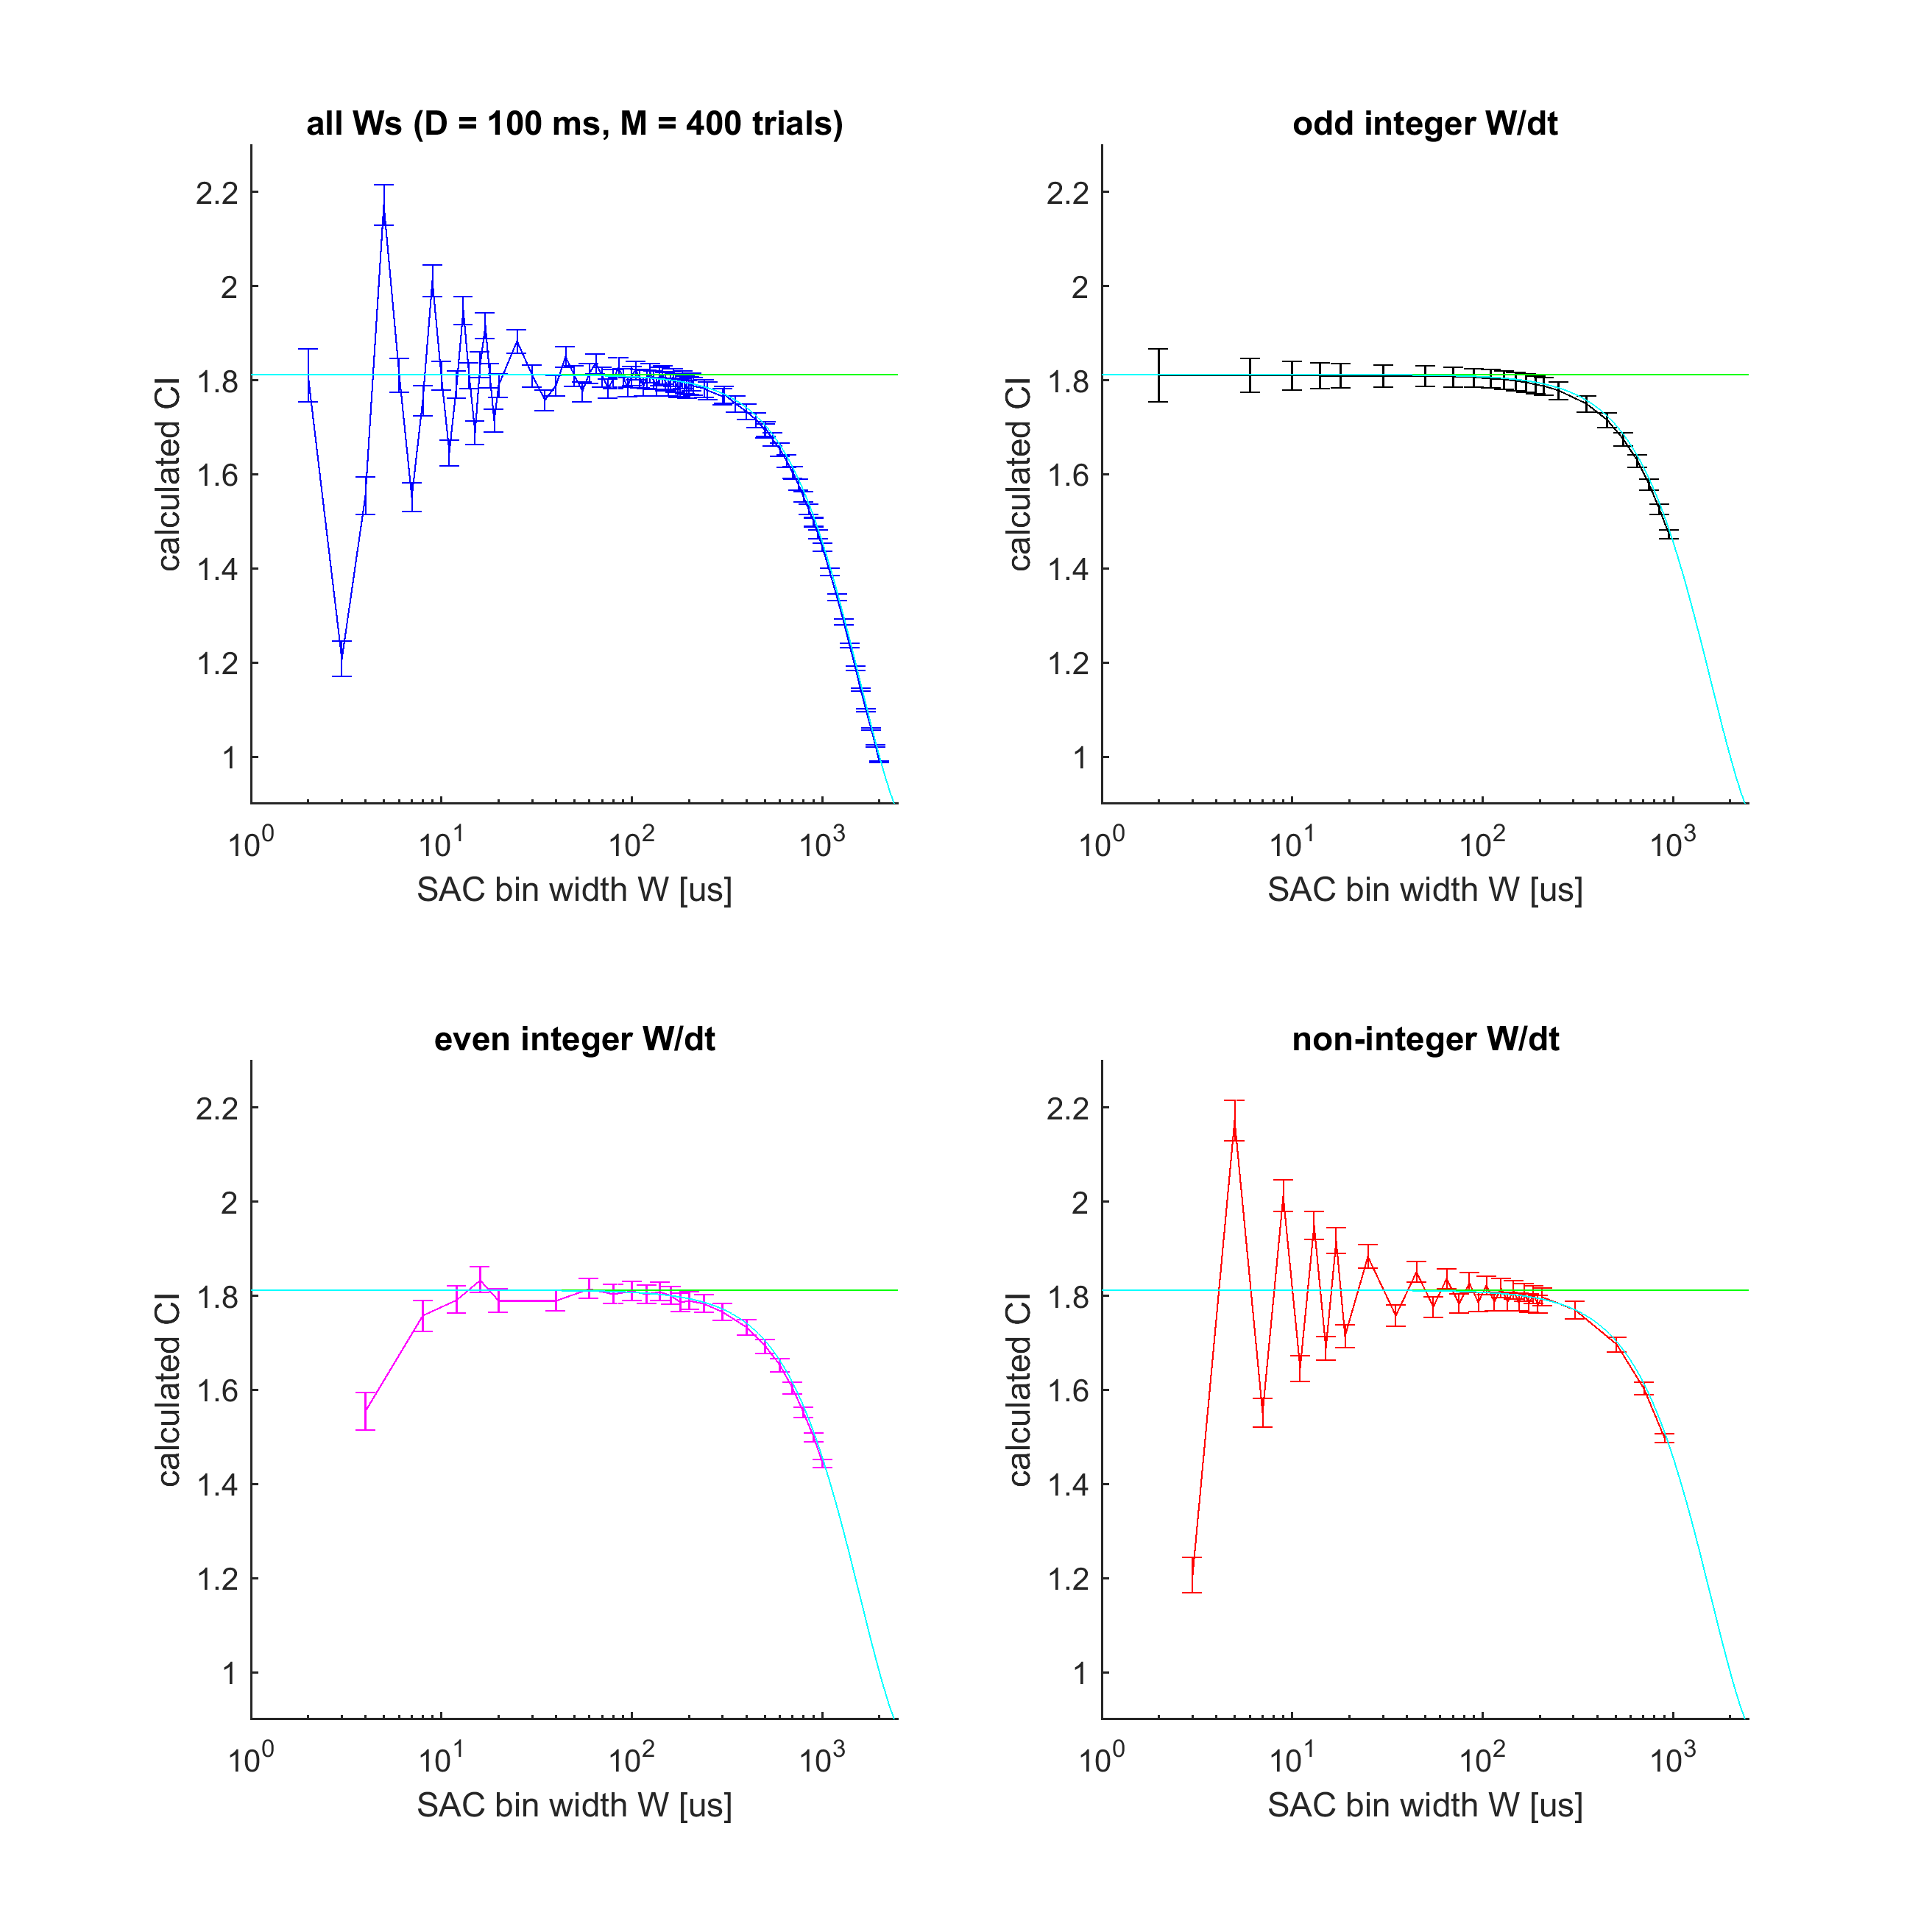 all Ws (D = 100 ms, M = 400 trials)
2.2
2
1.8
1.6
1.4
1.2
1
calculated CI
10^0 10^1 10^2 10^3
SAC bin width W [us]
odd integer W/dt
2.2
2
1.8
1.6
1.4
1.2
1
calculated CI
10^0 10^1 10^2 10^3
SAC bin width W [us]
even integer W/dt
2.2
2
1.8
1.6
1.4
1.2
1
calculated CI
10^0 10^1 10^2 10^3
SAC bin width W [us]
non-integer W/dt
2.2
2
1.8
1.6
1.4
1.2
1
calculated CI
10^0 10^1 10^2 10^3
SAC bin width W [us]